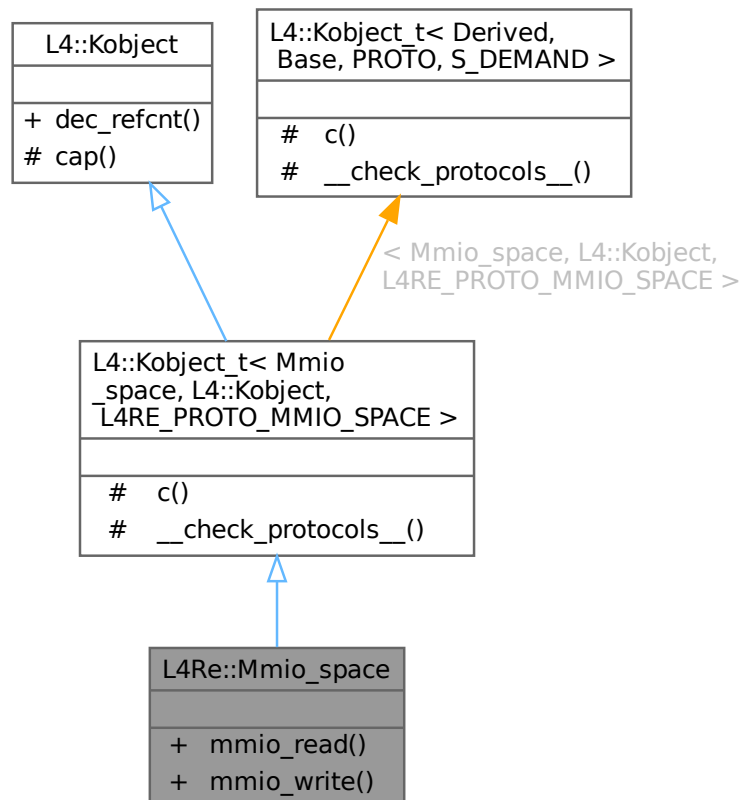 L4::Kobject
+ dec_refcnt()
# cap()
L4::Kobject_t< Derived,
Base, PROTO, S_DEMAND >
# c()
# __check_protocols__()
< Mmio_space, L4::Kobject,
L4RE_PROTO_MMIO_SPACE >
L4::Kobject_t< Mmio
_space, L4::Kobject,
L4RE_PROTO_MMIO_SPACE >
# c()
# __check_protocols__()
L4Re::Mmio_space
+ mmio_read()
+ mmio_write()